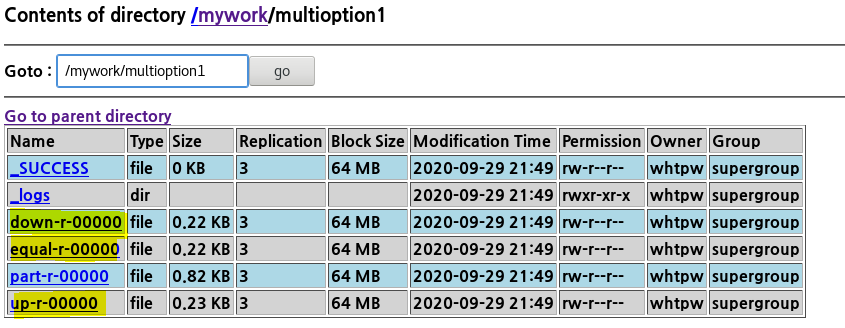 Contents of directory /mywork/multioption1
Goto : /mywork/multioption1 go
Go to parent directory
Name Type Size Replication Block Size Modification Time Permission Owner Group
_SUCCESS file 0 KB 3 64 MB 2020-09-29 21:49 rw-r--r-- whtpw supergroup
_logs dir 2020-09-29 21:49 rwxr-xr-x whtpw supergroup
down-r-00000 file 0.22 KB 3 64 MB 2020-09-29 21:49 rw-r--r-- whtpw supergroup
equal-r-00000 file 0.22 KB 3 64 MB 2020-09-29 21:49 rw-r--r-- whtpw supergroup
part-r-00000 file 0.82 KB 3 64 MB 2020-09-29 21:49 rw-r--r-- whtpw supergroup
up-r-00000 file 0.23 KB 3 64 MB 2020-09-29 21:49 rw-r--r-- whtpw supergroup